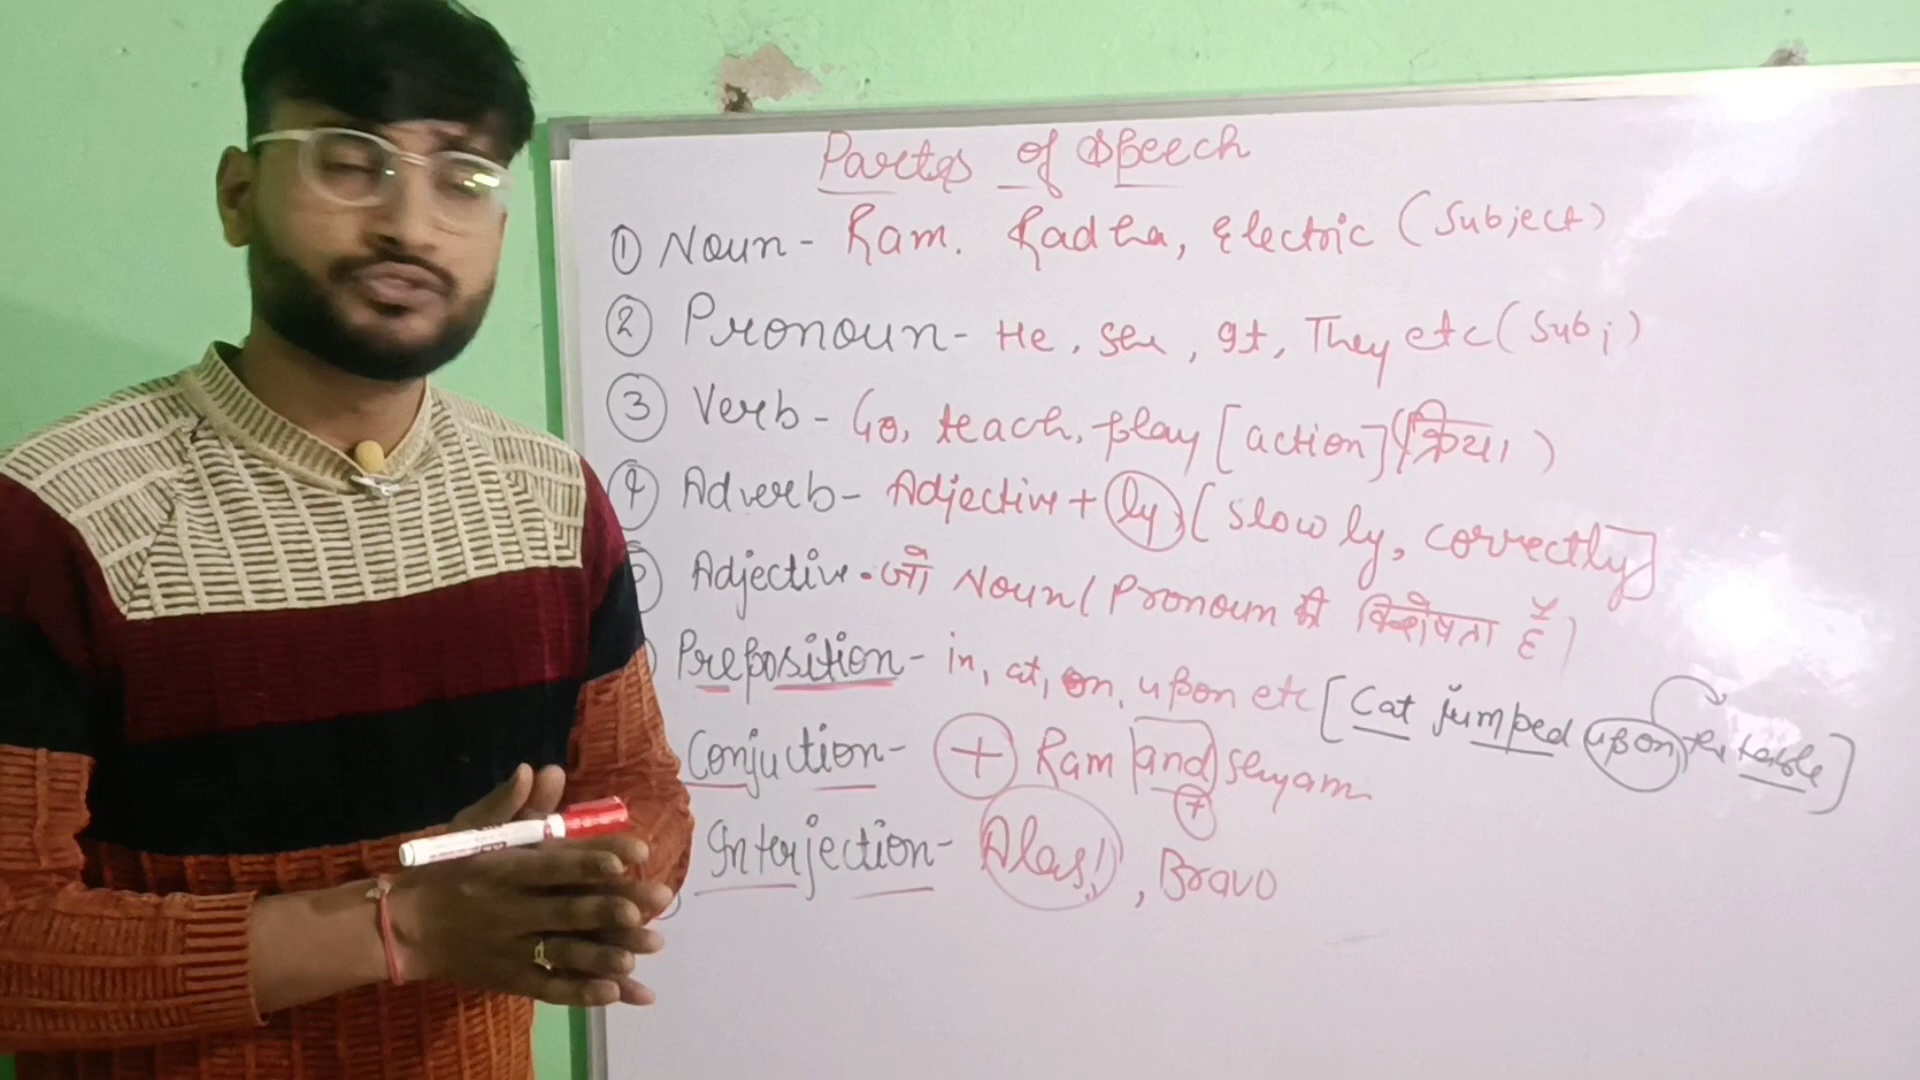 Partes of speech
① Noun - Ram. Radha, Electric (Subject)
② Pronoun - He, she, It, They etc (Subj)
③ Verb - Go, teach, play [action] (क्रिया)
④ Adverb - Adjective + ly (slowly, correctly]
Adjective - जो Noun / Pronoun की विशेषता है)
Preposition - in, at, on, upon etc [Cat jumped upon the table]
Conjuction - + Ram and shyam
+
Interjection - Alas!, Bravo